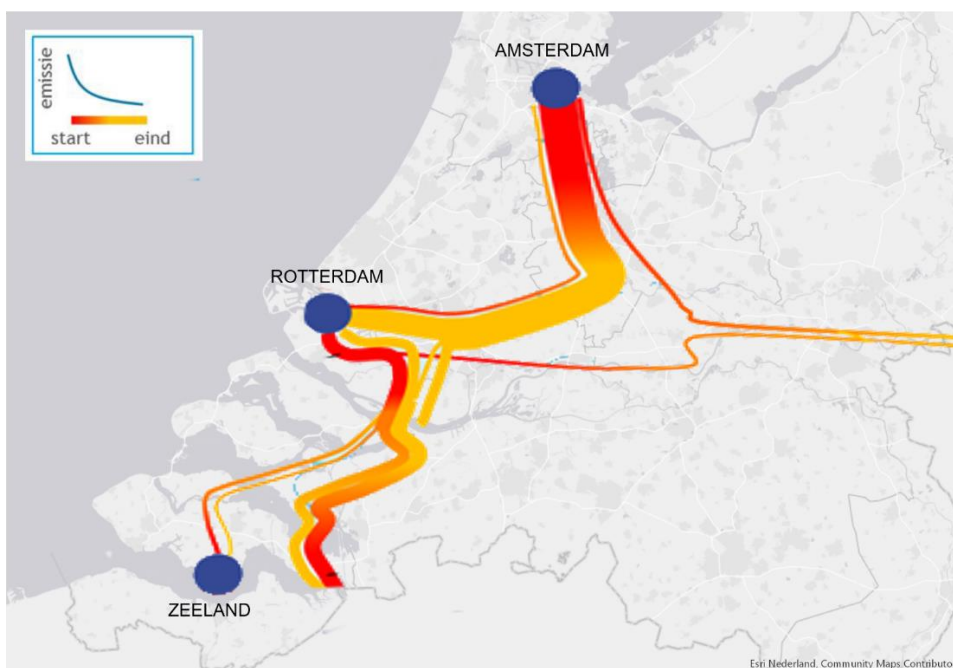 emissie
start eind
AMSTERDAM
ROTTERDAM
ZEELAND
Esri Nederland, Community Maps Contributo